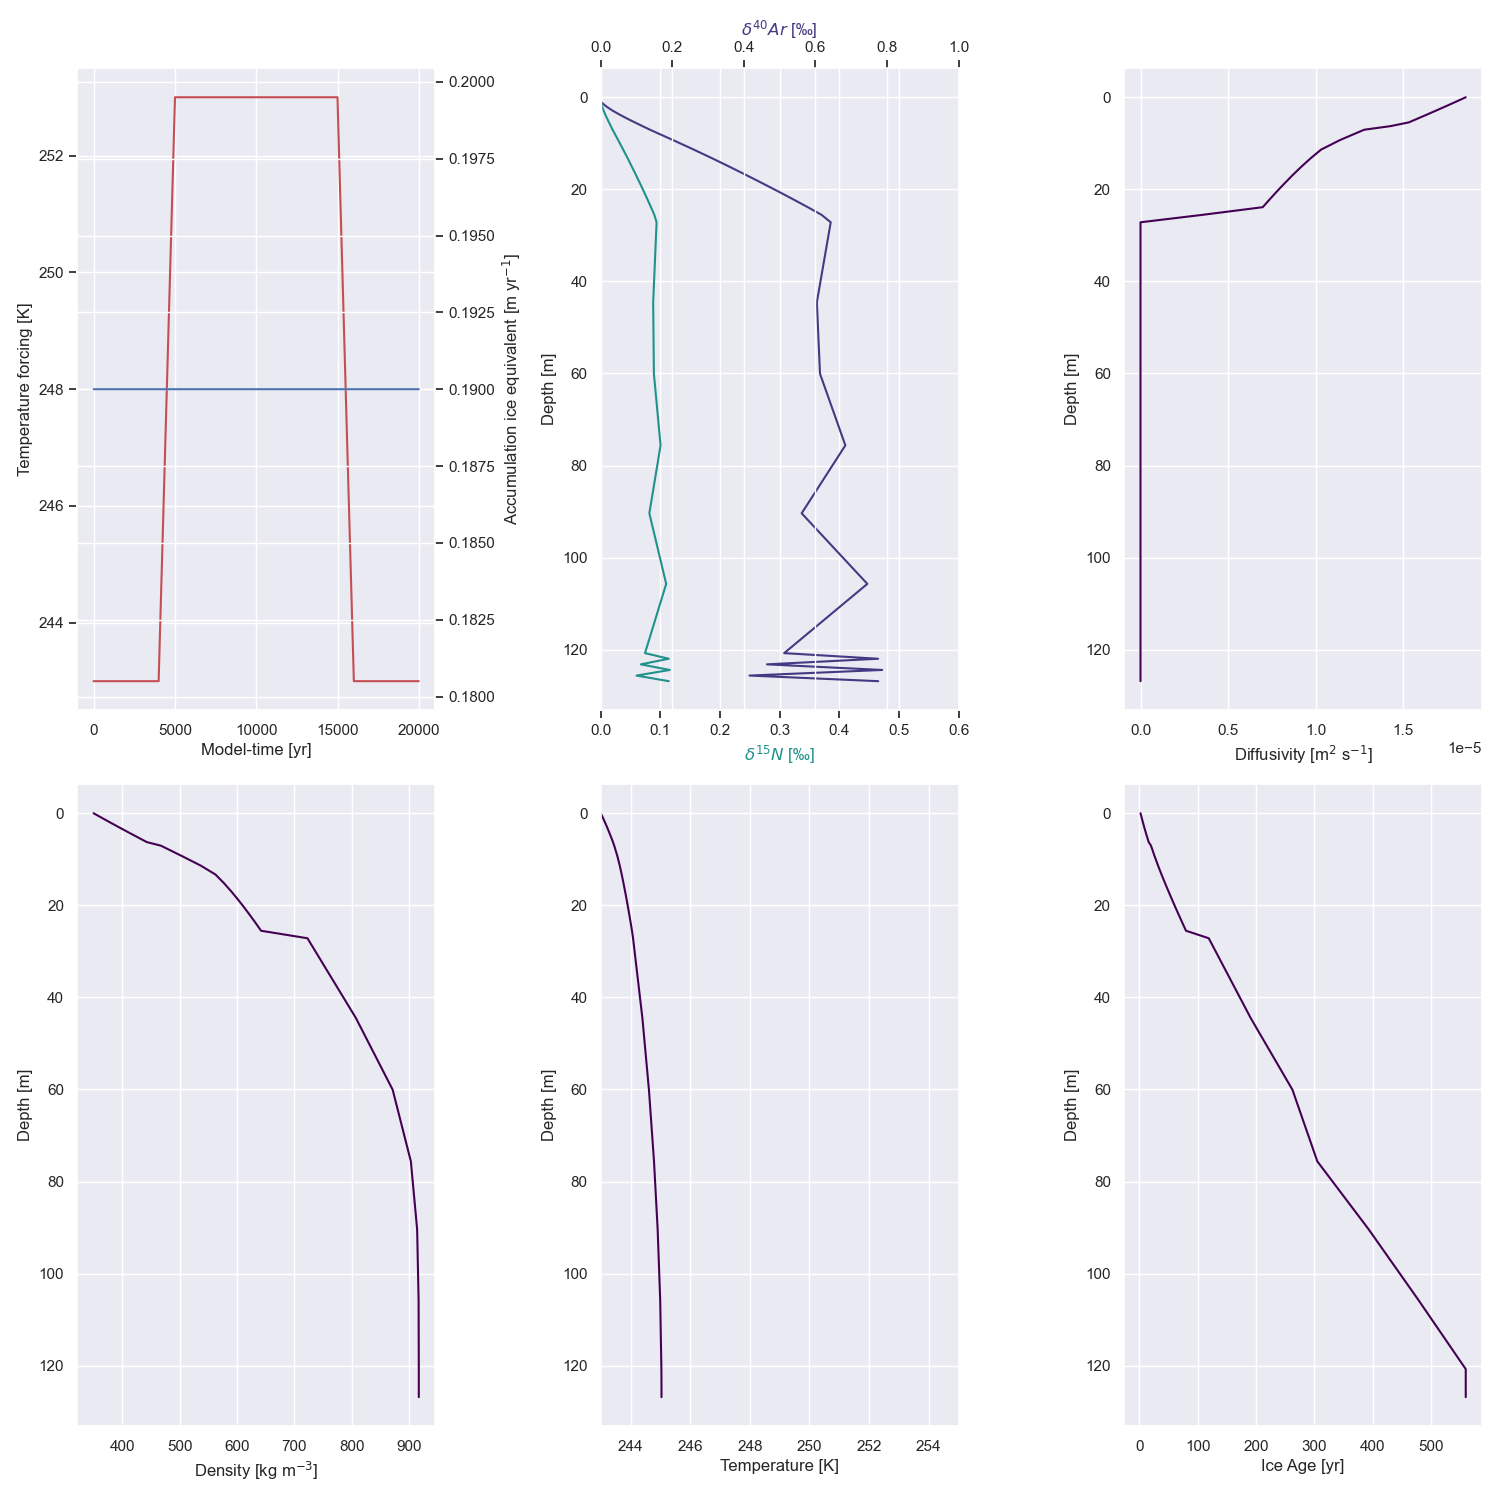 δ⁴⁰Ar [‰]
0.0 0.2 0.4 0.6 0.8 1.0
Temperature forcing [K]
252
250
248
246
244
0.2000
0.1975
0.1950
0.1925
0.1900
0.1875
0.1850
0.1825
0.1800
Accumulation ice equivalent [m yr⁻¹]
0 5000 10000 15000 20000
Model-time [yr]
Depth [m]
0
20
40
60
80
100
120
0.0 0.1 0.2 0.3 0.4 0.5 0.6
δ¹⁵N [‰]
Depth [m]
0
20
40
60
80
100
120
0.0 0.5 1.0 1.5
1e−5
Diffusivity [m² s⁻¹]
Depth [m]
0
20
40
60
80
100
120
400 500 600 700 800 900
Density [kg m⁻³]
Depth [m]
0
20
40
60
80
100
120
244 246 248 250 252 254
Temperature [K]
Depth [m]
0
20
40
60
80
100
120
0 100 200 300 400 500
Ice Age [yr]